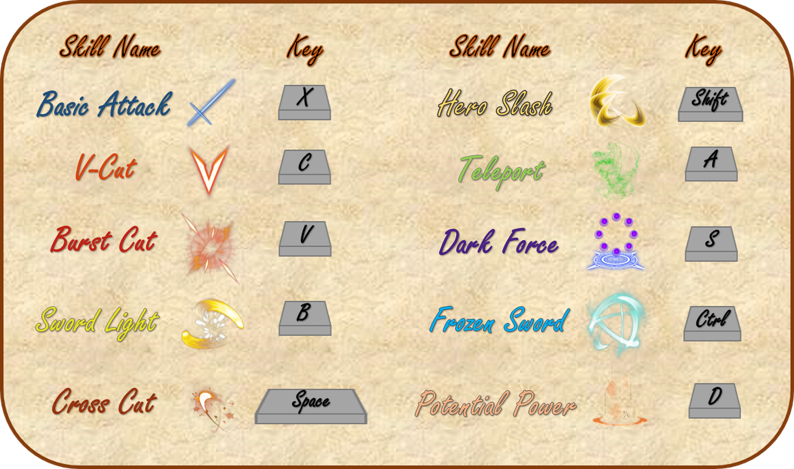 Skill Name Key Skill Name Key
Basic Attack X Hero Slash Shift
V-Cut C Teleport A
Burst Cut V Dark Force S
Sword Light B Frozen Sword Ctrl
Cross Cut Space Potential Power D